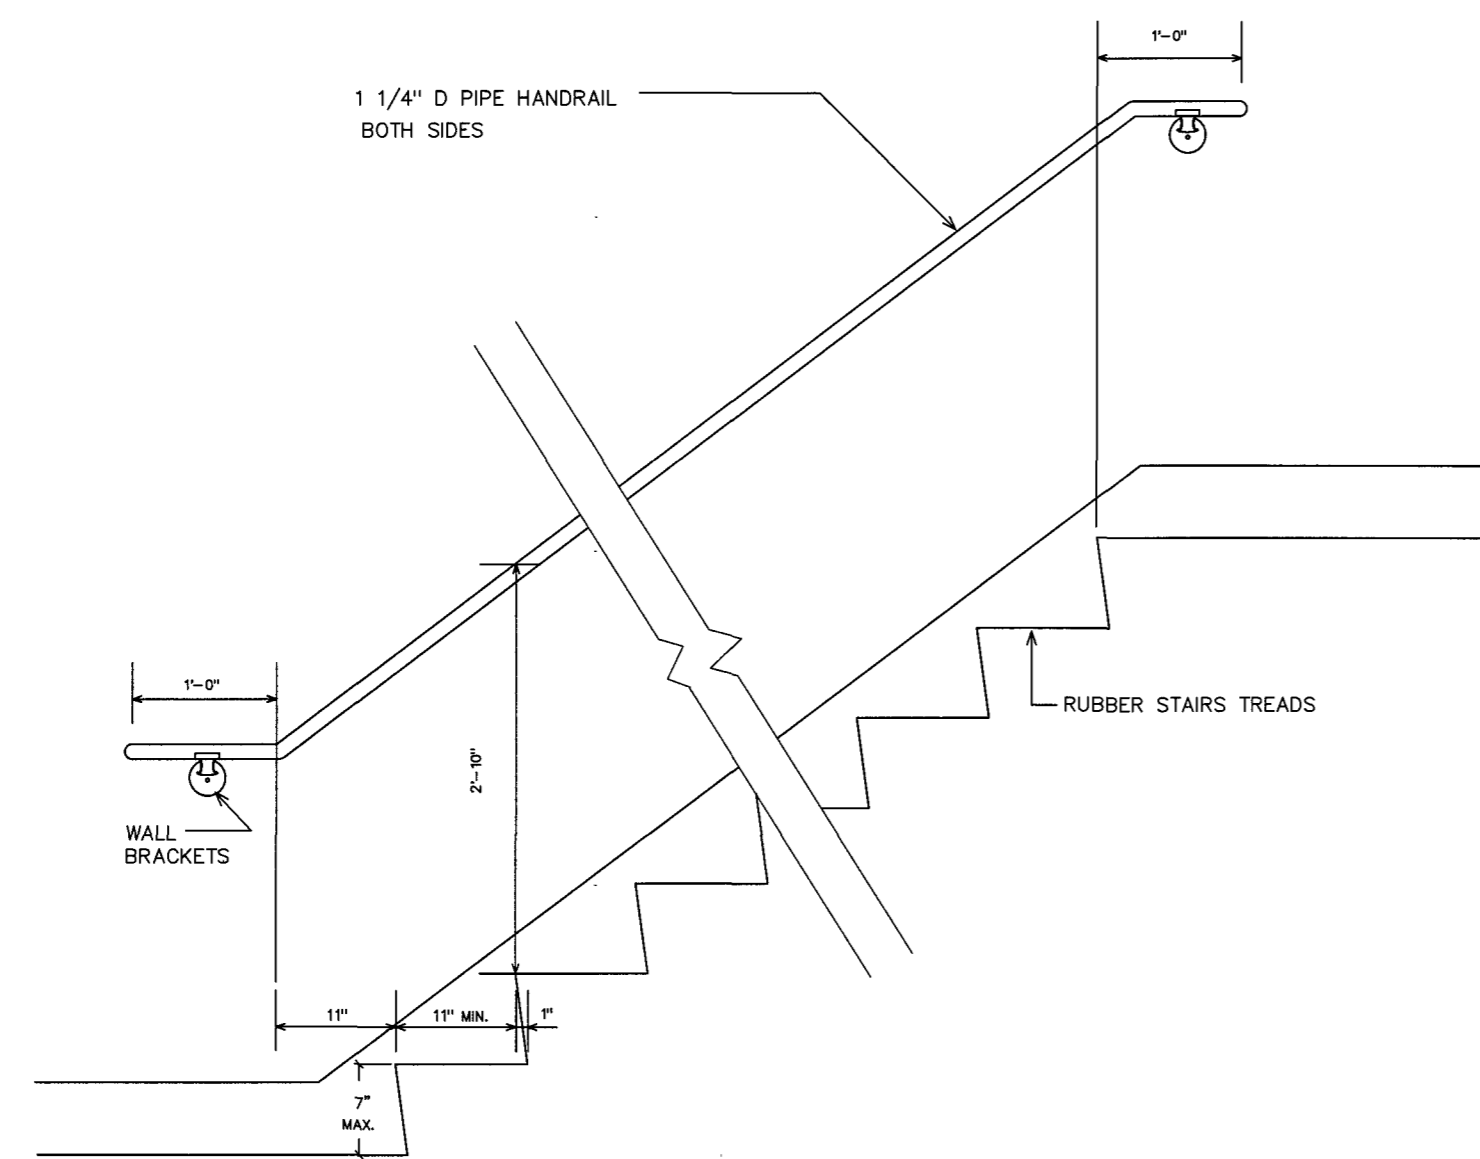 1'-0"
1 1/4" D PIPE HANDRAIL
BOTH SIDES
1'-0"
RUBBER STAIRS TREADS
2'-10"
WALL
BRACKETS
11"
11" MIN.
1"
7"
MAX.